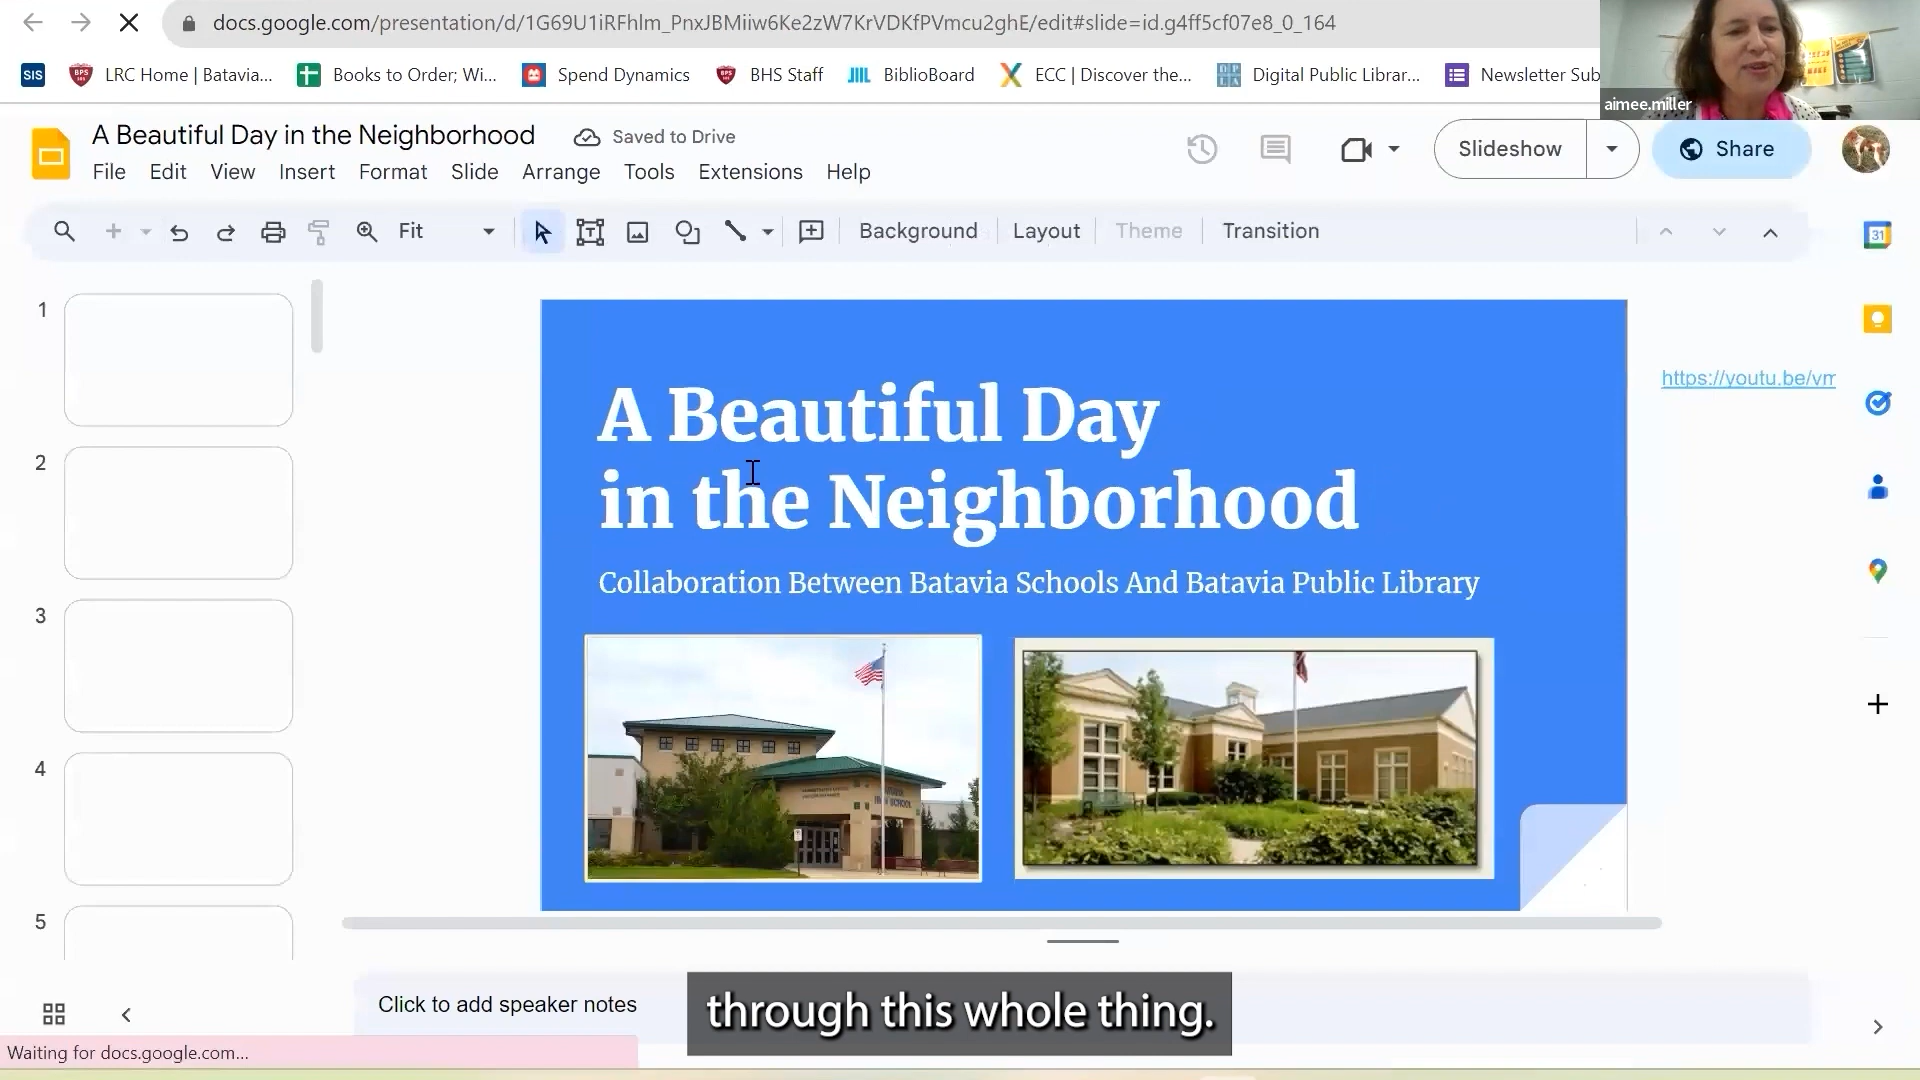 docs.google.com/presentation/d/1G69U1iRFhlm_PnxJBMiiw6Ke2zW7KrVDKfPVmcu2ghE/edit#slide=id.g4ff5cf07e8_0_164
SIS
LRC Home | Batavia...
Books to Order; Wi...
Spend Dynamics
BHS Staff
BiblioBoard
ECC | Discover the...
Digital Public Librar...
Newsletter Sub
aimee.miller
A Beautiful Day in the Neighborhood
Saved to Drive
File Edit View Insert Format Slide Arrange Tools Extensions Help
Slideshow
Share
Fit
Background
Layout
Theme
Transition
31
1
2
3
4
5
A Beautiful Day
in the Neighborhood
Collaboration Between Batavia Schools And Batavia Public Library
https://youtu.be/vm
Click to add speaker notes
through this whole thing.
Waiting for docs.google.com...